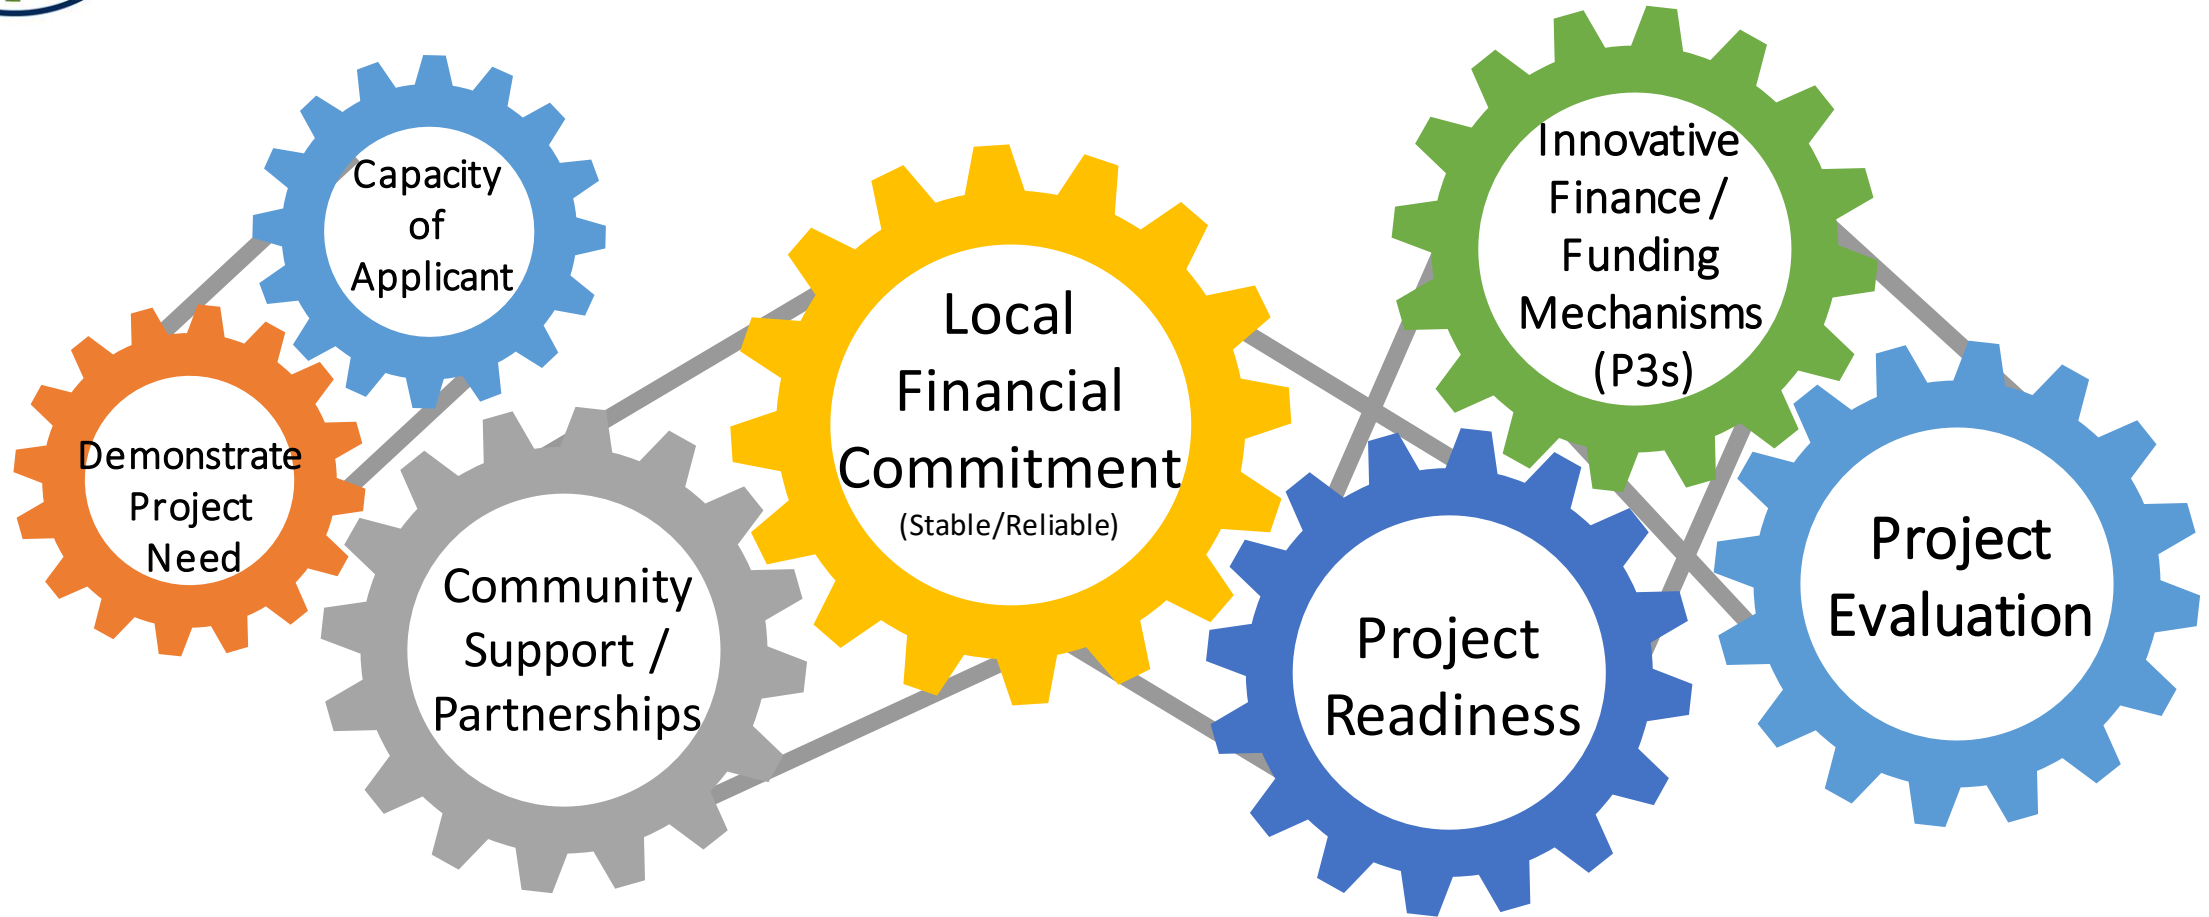 Capacity
of
Applicant
Demonstrate
Project
Need
Community
Support /
Partnerships
Local
Financial
Commitment
(Stable/Reliable)
Innovative
Finance /
Funding
Mechanisms
(P3s)
Project
Readiness
Project
Evaluation